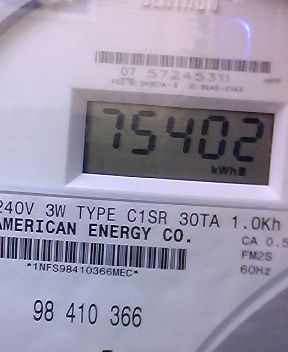 07 57245311
75402
kWh
240V 3W TYPE C1SR 30TA 1.0Kh
AMERICAN ENERGY CO.
CA 0.5
FM2S
60Hz
*1NFS98410366MEC*
98 410 366